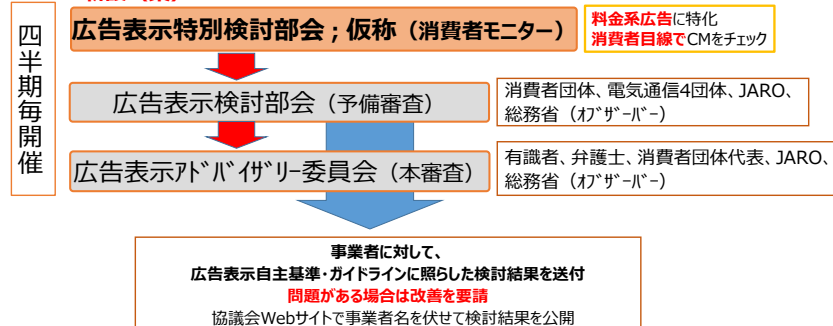 四半期毎開催
広告表示特別検討部会；仮称（消費者モニター）
料金系広告に特化
消費者目線でCMをチェック
広告表示検討部会（予備審査）
消費者団体、電気通信4団体、JARO、
総務省（ｵﾌﾞｻﾞｰﾊﾞｰ）
広告表示ｱﾄﾞﾊﾞｲｻﾞﾘｰ委員会（本審査）
有識者、弁護士、消費者団体代表、JARO、
総務省（ｵﾌﾞｻﾞｰﾊﾞｰ）
事業者に対して、
広告表示自主基準・ガイドラインに照らした検討結果を送付
問題がある場合は改善を要請
協議会Webサイトで事業者名を伏せて検討結果を公開